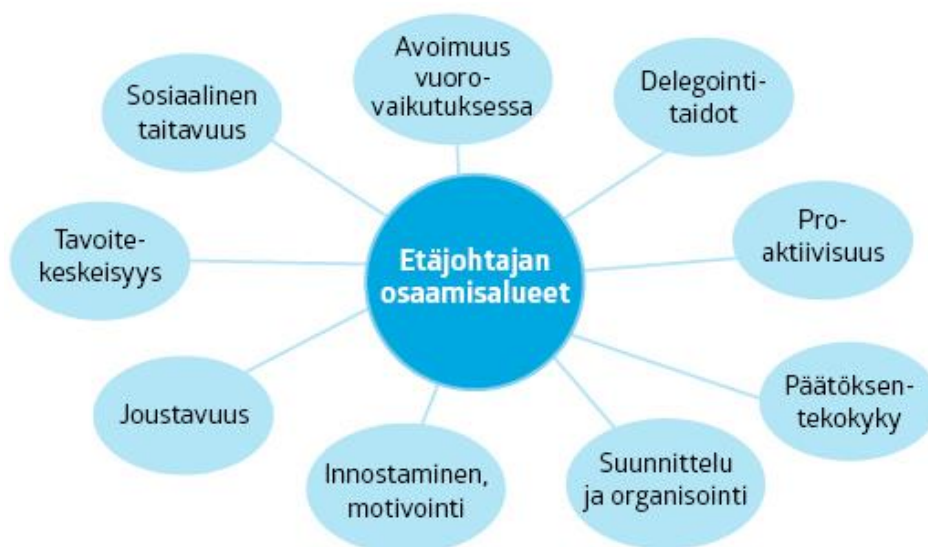 Avoimuus
vuoro-
vaikutuksessa
Delegointi-
taidot
Pro-
aktiivisuus
Päätöksen-
tekokyky
Suunnittelu
ja organisointi
Innostaminen,
motivointi
Joustavuus
Tavoite-
keskeisyys
Sosiaalinen
taitavuus
Etäjohtajan
osaamisalueet